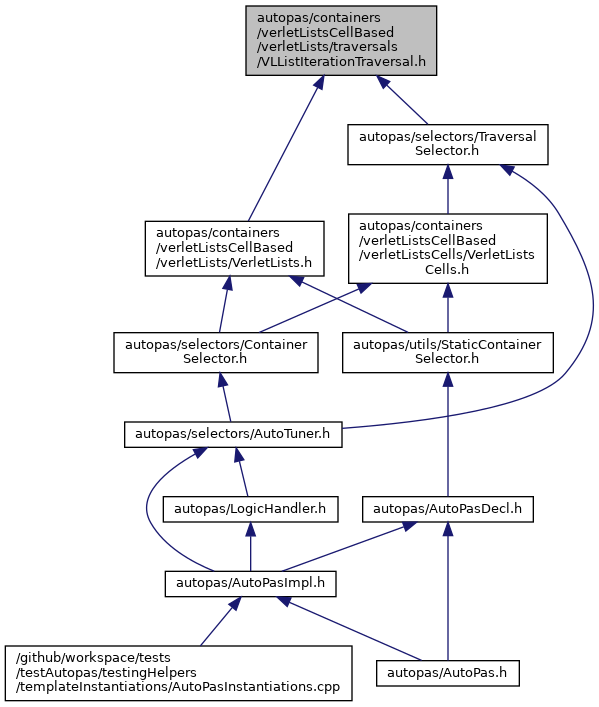 autopas/containers
/verletListsCellBased
/verletLists/traversals
/VLListIterationTraversal.h
autopas/selectors/Traversal
Selector.h
autopas/containers
/verletListsCellBased
/verletLists/VerletLists.h
autopas/containers
/verletListsCellBased
/verletListsCells/VerletLists
Cells.h
autopas/selectors/Container
Selector.h
autopas/utils/StaticContainer
Selector.h
autopas/selectors/AutoTuner.h
autopas/LogicHandler.h
autopas/AutoPasDecl.h
autopas/AutoPasImpl.h
/github/workspace/tests
/testAutopas/testingHelpers
/templateInstantiations/AutoPasInstantiations.cpp
autopas/AutoPas.h